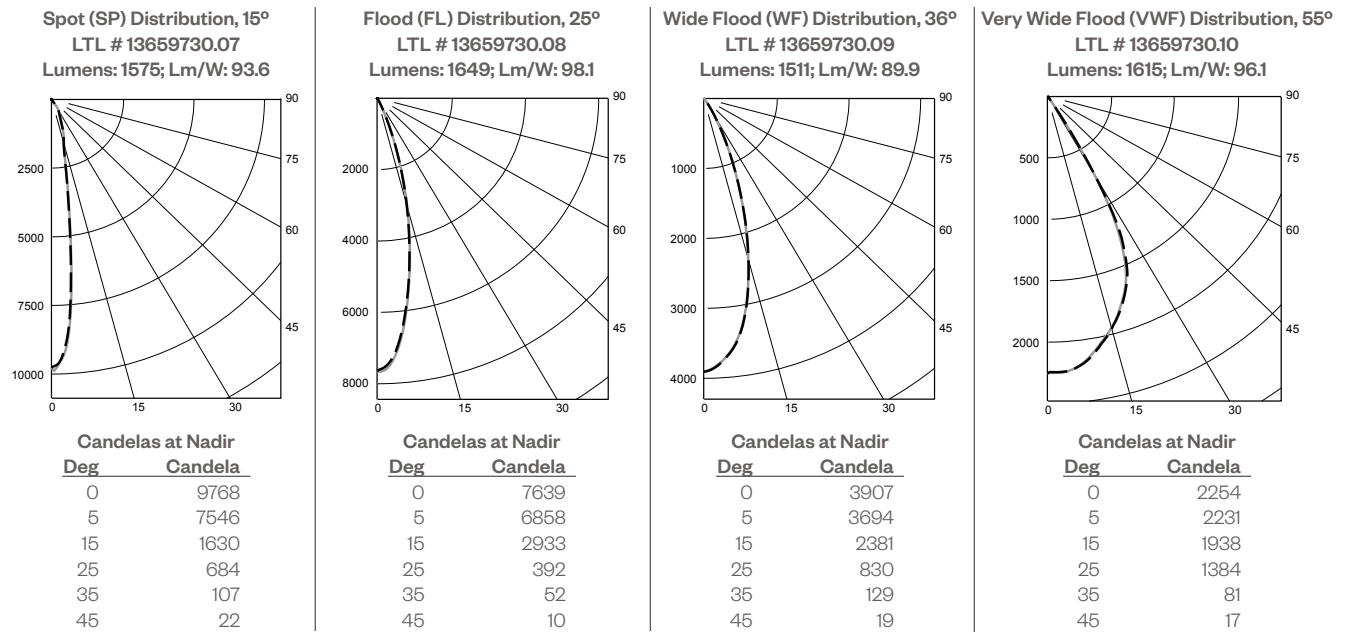 Spot (SP) Distribution, 15º
LTL # 13659730.07
Lumens: 1575; Lm/W: 93.6
90
75
60
45
2500
5000
7500
10000
0 15 30
Candelas at Nadir
Deg Candela
0 9768
5 7546
15 1630
25 684
35 107
45 22
Flood (FL) Distribution, 25º
LTL # 13659730.08
Lumens: 1649; Lm/W: 98.1
90
75
60
45
2000
4000
6000
8000
0 15 30
Candelas at Nadir
Deg Candela
0 7639
5 6858
15 2933
25 392
35 52
45 10
Wide Flood (WF) Distribution, 36º
LTL # 13659730.09
Lumens: 1511; Lm/W: 89.9
90
75
60
45
1000
2000
3000
4000
0 15 30
Candelas at Nadir
Deg Candela
0 3907
5 3694
15 2381
25 830
35 129
45 19
Very Wide Flood (VWF) Distribution, 55º
LTL # 13659730.10
Lumens: 1615; Lm/W: 96.1
90
75
60
45
500
1000
1500
2000
0 15 30
Candelas at Nadir
Deg Candela
0 2254
5 2231
15 1938
25 1384
35 81
45 17